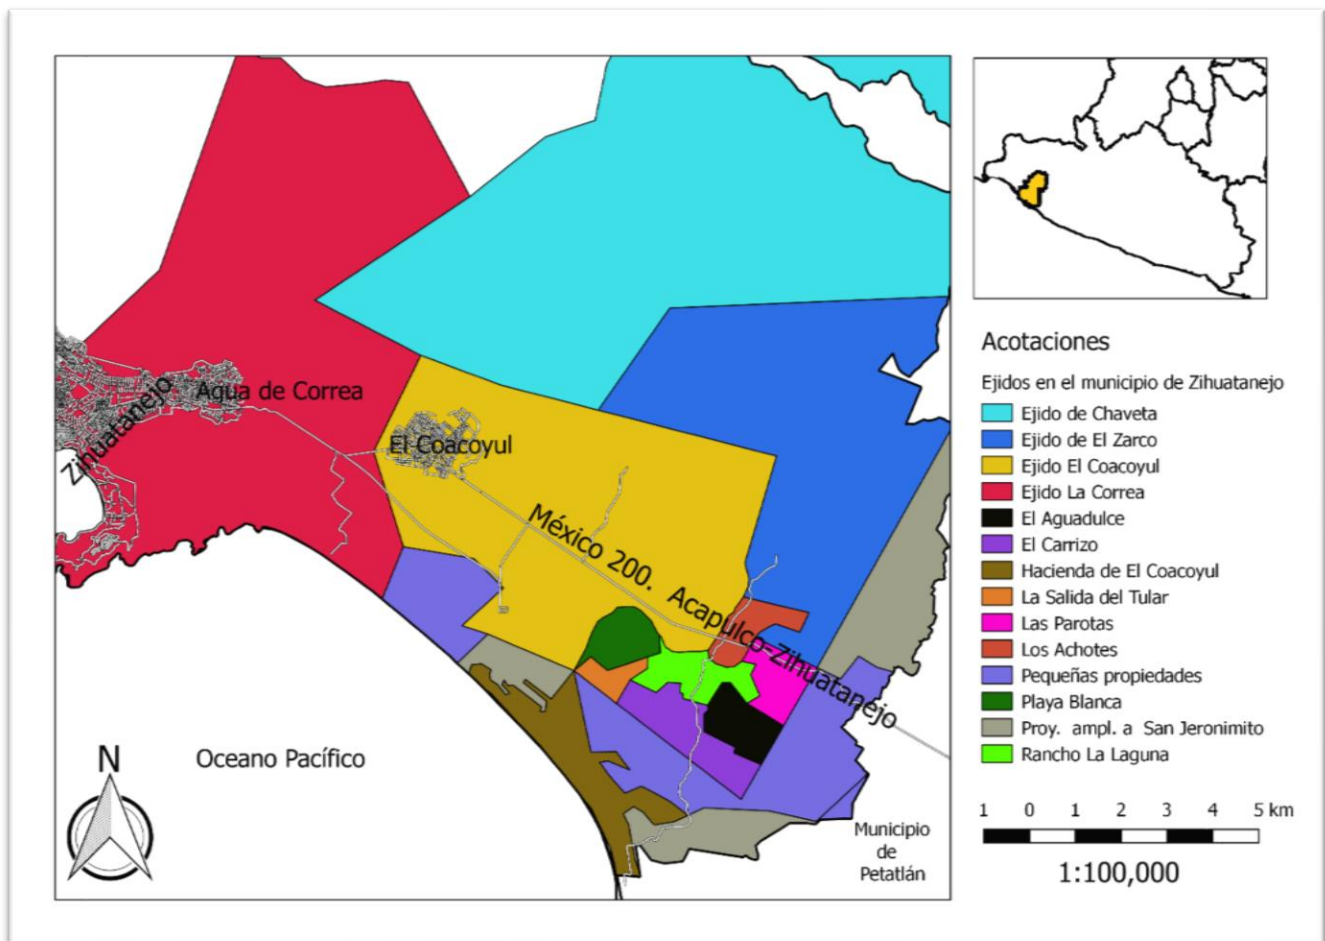 Agua de Correa
Zihuatanejo
El Coacoyul
México 200. Acapulco-Zihuatanejo
Oceano Pacífico
N
Municipio
de
Petatlán
Acotaciones
Ejidos en el municipio de Zihuatanejo
Ejido de Chaveta
Ejido de El Zarco
Ejido El Coacoyul
Ejido La Correa
El Aguadulce
El Carrizo
Hacienda de El Coacoyul
La Salida del Tular
Las Parotas
Los Achotes
Pequeñas propiedades
Playa Blanca
Proy. ampl. a San Jeronimito
Rancho La Laguna
1 0 1 2 3 4 5 km
1:100,000